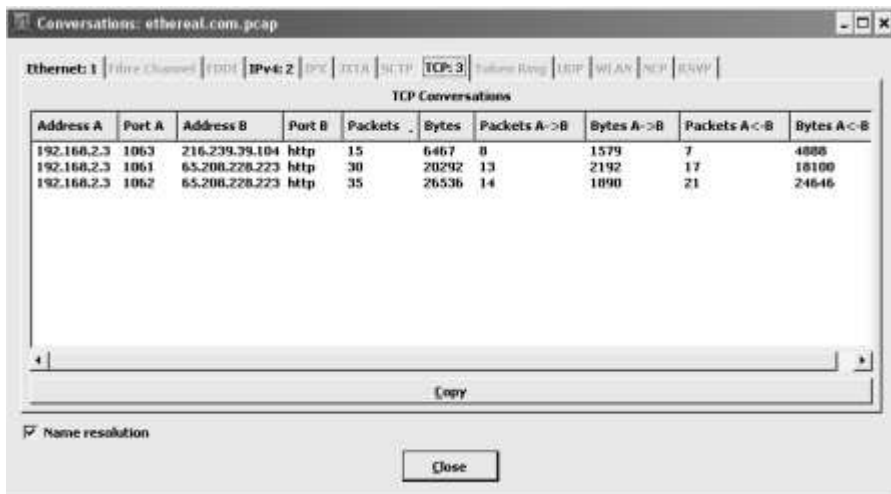 Conversations: ethereal.com.pcap
Ethernet: 1 Fibre Channel FDDI IPv4: 2 IPX JXTA SCTP TCP: 3 Token Ring UDP WLAN NCP RSVP
TCP Conversations
Address A Port A Address B Port B Packets Bytes Packets A->B Bytes A->B Packets A<-B Bytes A<-B
192.168.2.3 1063 216.239.39.104 http 15 6467 8 1579 7 4888
192.168.2.3 1061 65.208.228.223 http 30 20292 13 2192 17 18100
192.168.2.3 1062 65.208.228.223 http 35 26536 14 1890 21 24646
Copy
Name resolution
Close